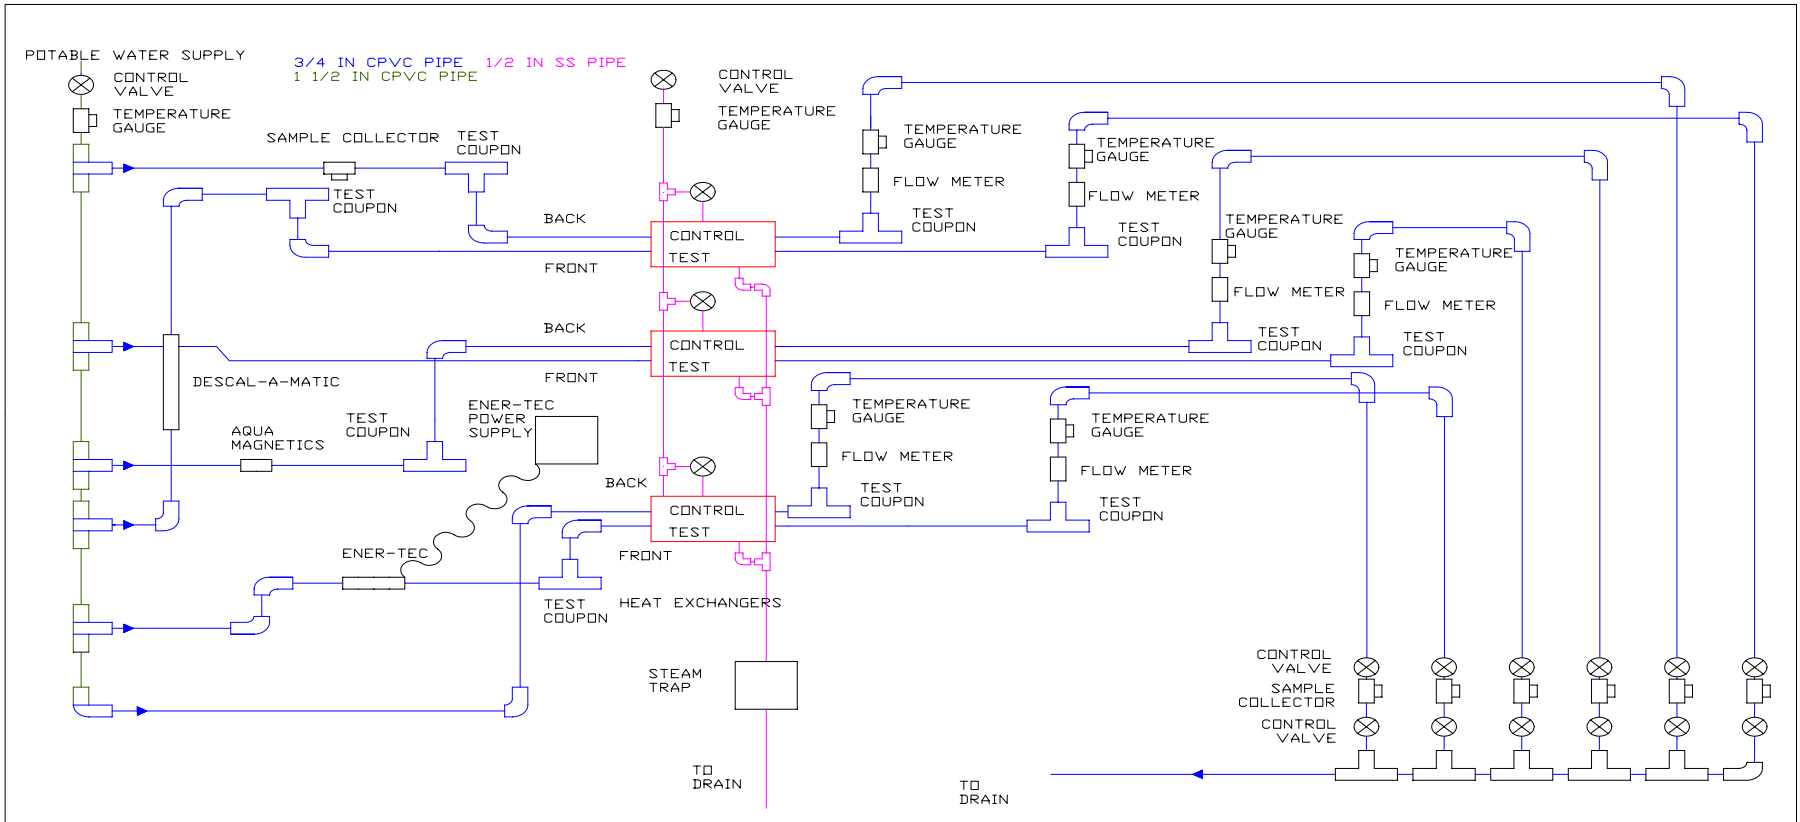 POTABLE WATER SUPPLY
CONTROL
VALVE
TEMPERATURE
GAUGE
3/4 IN CPVC PIPE
1/2 IN SS PIPE
1 1/2 IN CPVC PIPE
SAMPLE COLLECTOR
TEST
COUPON
TEST
COUPON
BACK
FRONT
CONTROL
VALVE
TEMPERATURE
GAUGE
CONTROL
TEST
TEMPERATURE
GAUGE
FLOW METER
TEST
COUPON
TEMPERATURE
GAUGE
FLOW METER
TEST
COUPON
TEMPERATURE
GAUGE
FLOW METER
TEST
COUPON
TEMPERATURE
GAUGE
FLOW METER
TEST
COUPON
BACK
FRONT
CONTROL
TEST
DESCAL-A-MATIC
AQUA
MAGNETICS
TEST
COUPON
ENER-TEC
POWER
SUPPLY
TEMPERATURE
GAUGE
FLOW METER
TEST
COUPON
TEMPERATURE
GAUGE
FLOW METER
TEST
COUPON
BACK
CONTROL
TEST
FRONT
ENER-TEC
TEST
COUPON
HEAT EXCHANGERS
STEAM
TRAP
TO
DRAIN
TO
DRAIN
CONTROL
VALVE
SAMPLE
COLLECTOR
CONTROL
VALVE